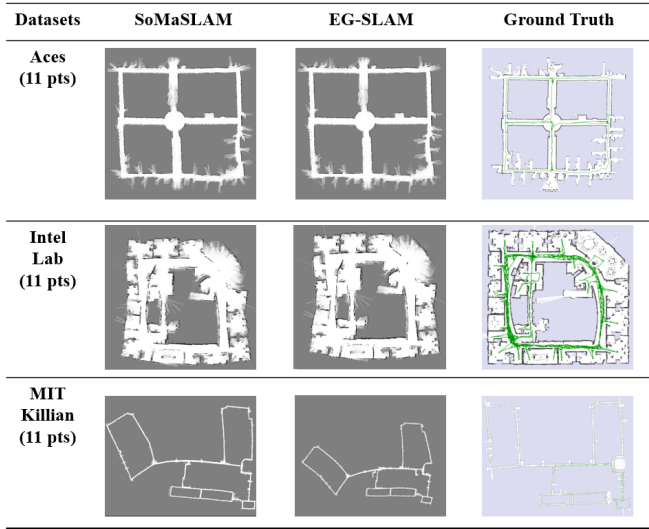 Datasets SoMaSLAM EG-SLAM Ground Truth
Aces
(11 pts)
Intel
Lab
(11 pts)
MIT
Killian
(11 pts)